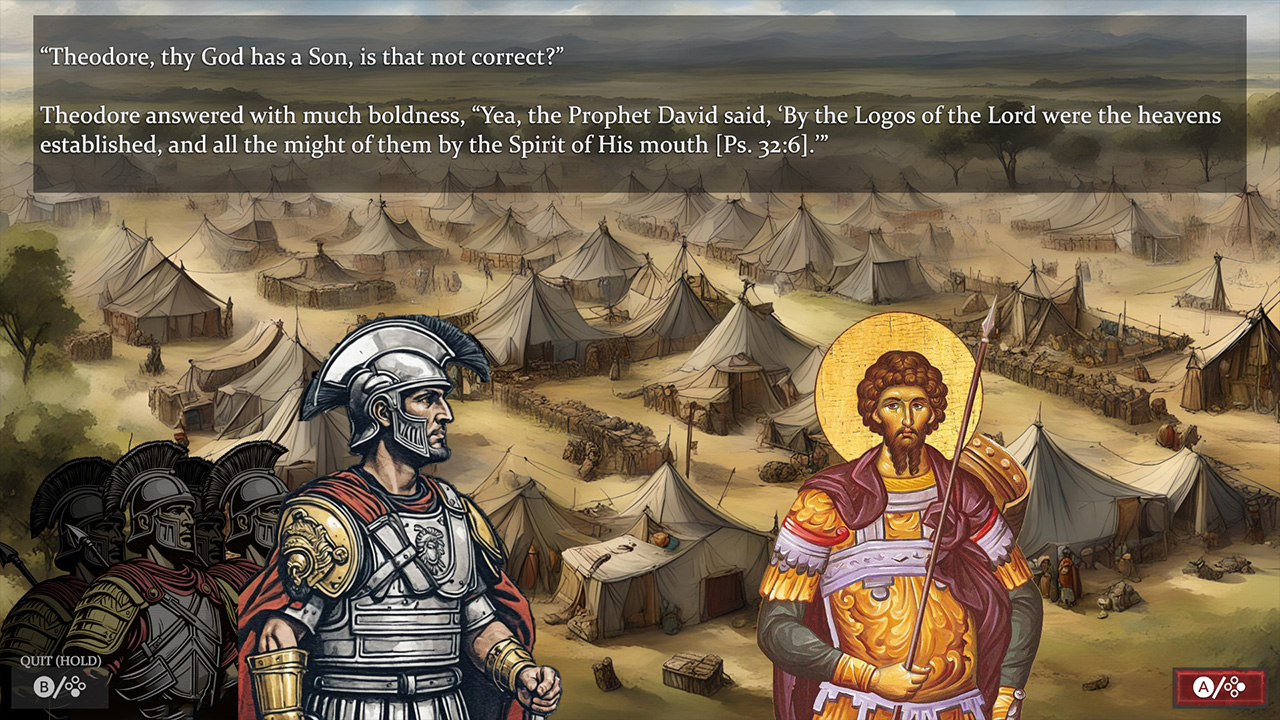 “Theodore, thy God has a Son, is that not correct?”
Theodore answered with much boldness, “Yea, the Prophet David said, ‘By the Logos of the Lord were the heavens
established, and all the might of them by the Spirit of His mouth [Ps. 32:6].’”
QUIT (HOLD)
B/
A/